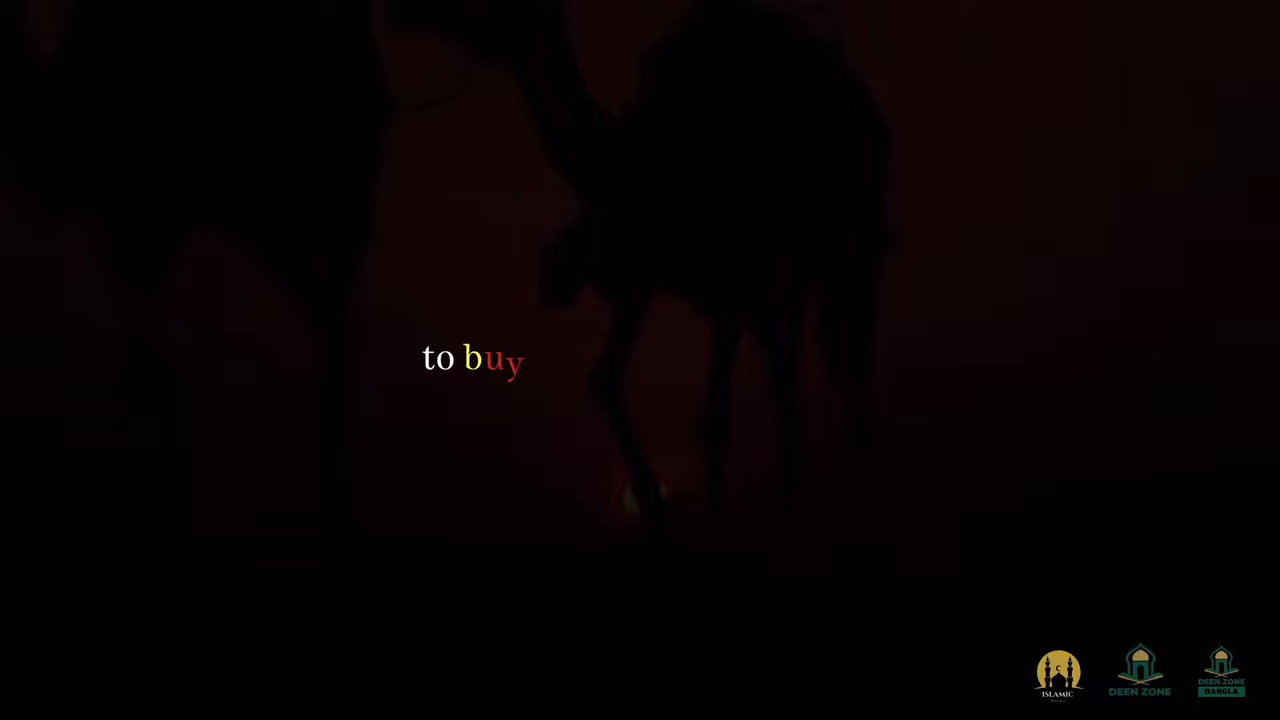 to buy
ISLAMIC
DEEN ZONE
DEEN ZONE
BANGLA